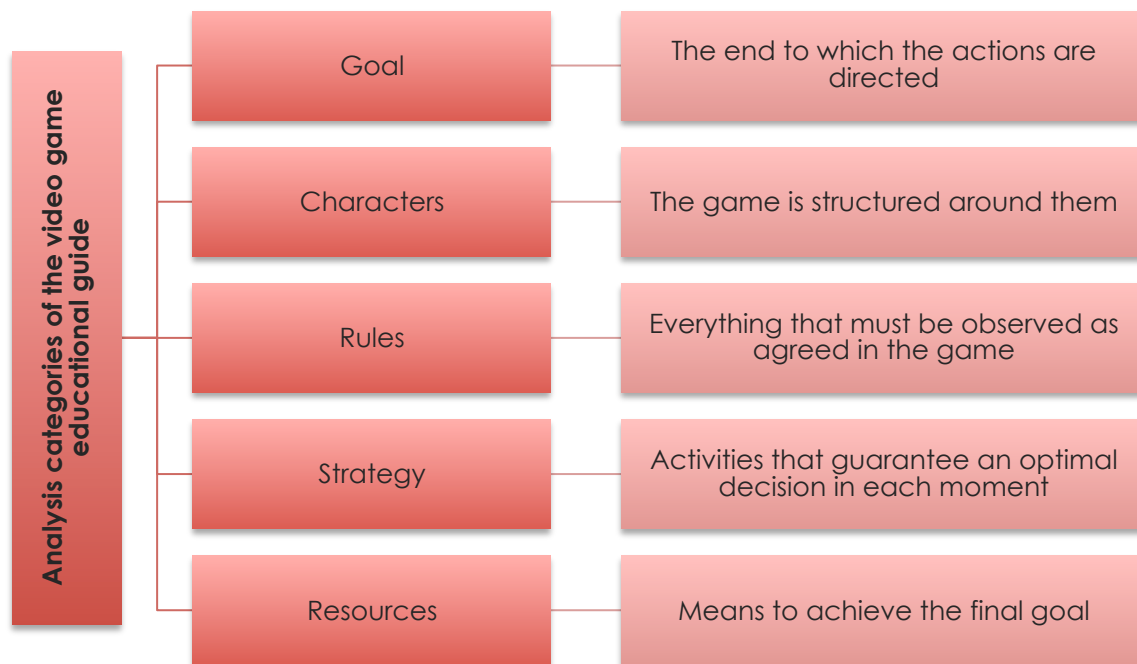 Analysis categories of the video game
educational guide
Goal
The end to which the actions are
directed
Characters
The game is structured around them
Rules
Everything that must be observed as
agreed in the game
Strategy
Activities that guarantee an optimal
decision in each moment
Resources
Means to achieve the final goal